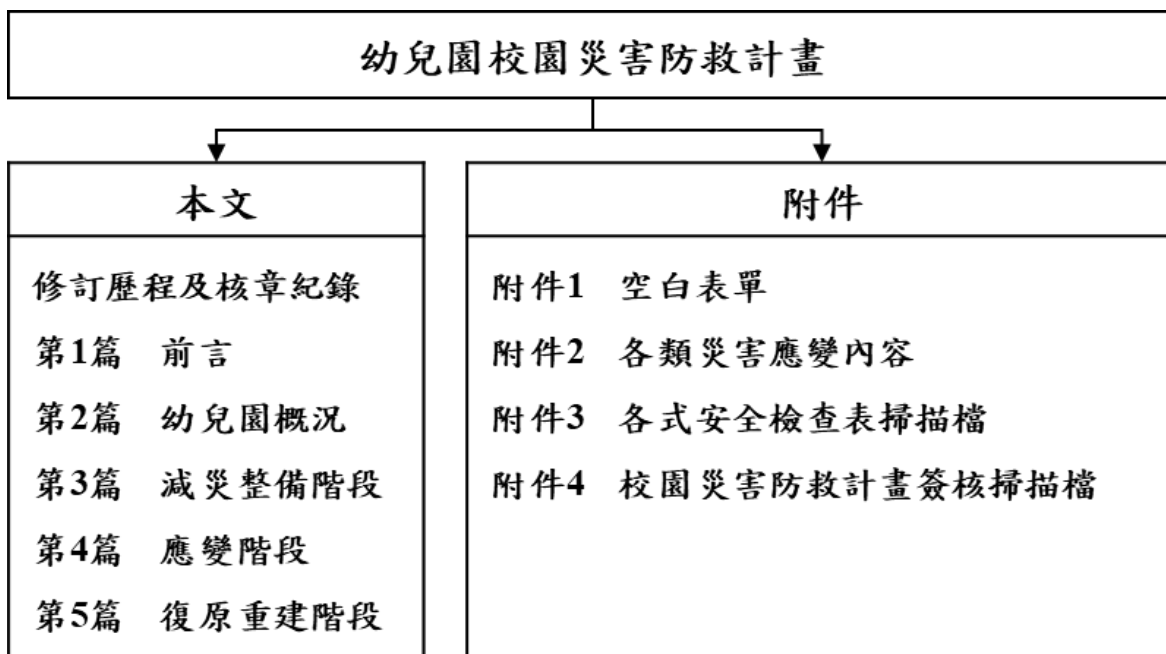 幼兒園校園災害防救計畫
本文
修訂歷程及核章紀錄
第1篇 前言
第2篇 幼兒園概況
第3篇 減災整備階段
第4篇 應變階段
第5篇 復原重建階段
附件
附件1 空白表單
附件2 各類災害應變內容
附件3 各式安全檢查表掃描檔
附件4 校園災害防救計畫簽核掃描檔